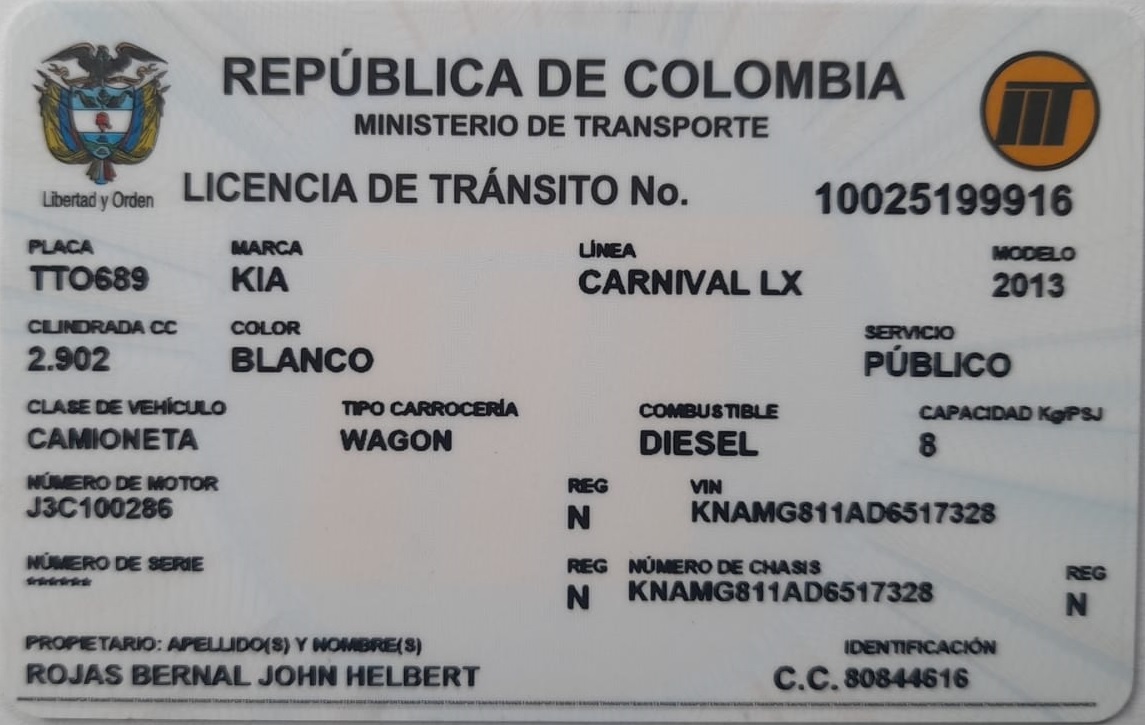 REPÚBLICA DE COLOMBIA
MINISTERIO DE TRANSPORTE
Libertad y Orden
LICENCIA DE TRÁNSITO No. 10025199916
PLACA MARCA LÍNEA MODELO
TTO689 KIA CARNIVAL LX 2013
CILINDRADA CC COLOR SERVICIO
2.902 BLANCO PÚBLICO
CLASE DE VEHÍCULO TIPO CARROCERÍA COMBUSTIBLE CAPACIDAD Kg/PSJ
CAMIONETA WAGON DIESEL 8
NÚMERO DE MOTOR REG VIN
J3C100286 N KNAMG811AD6517328
NÚMERO DE SERIE REG NÚMERO DE CHASIS REG
****** N KNAMG811AD6517328 N
PROPIETARIO: APELLIDO(S) Y NOMBRE(S) IDENTIFICACIÓN
ROJAS BERNAL JOHN HELBERT C.C. 80844616